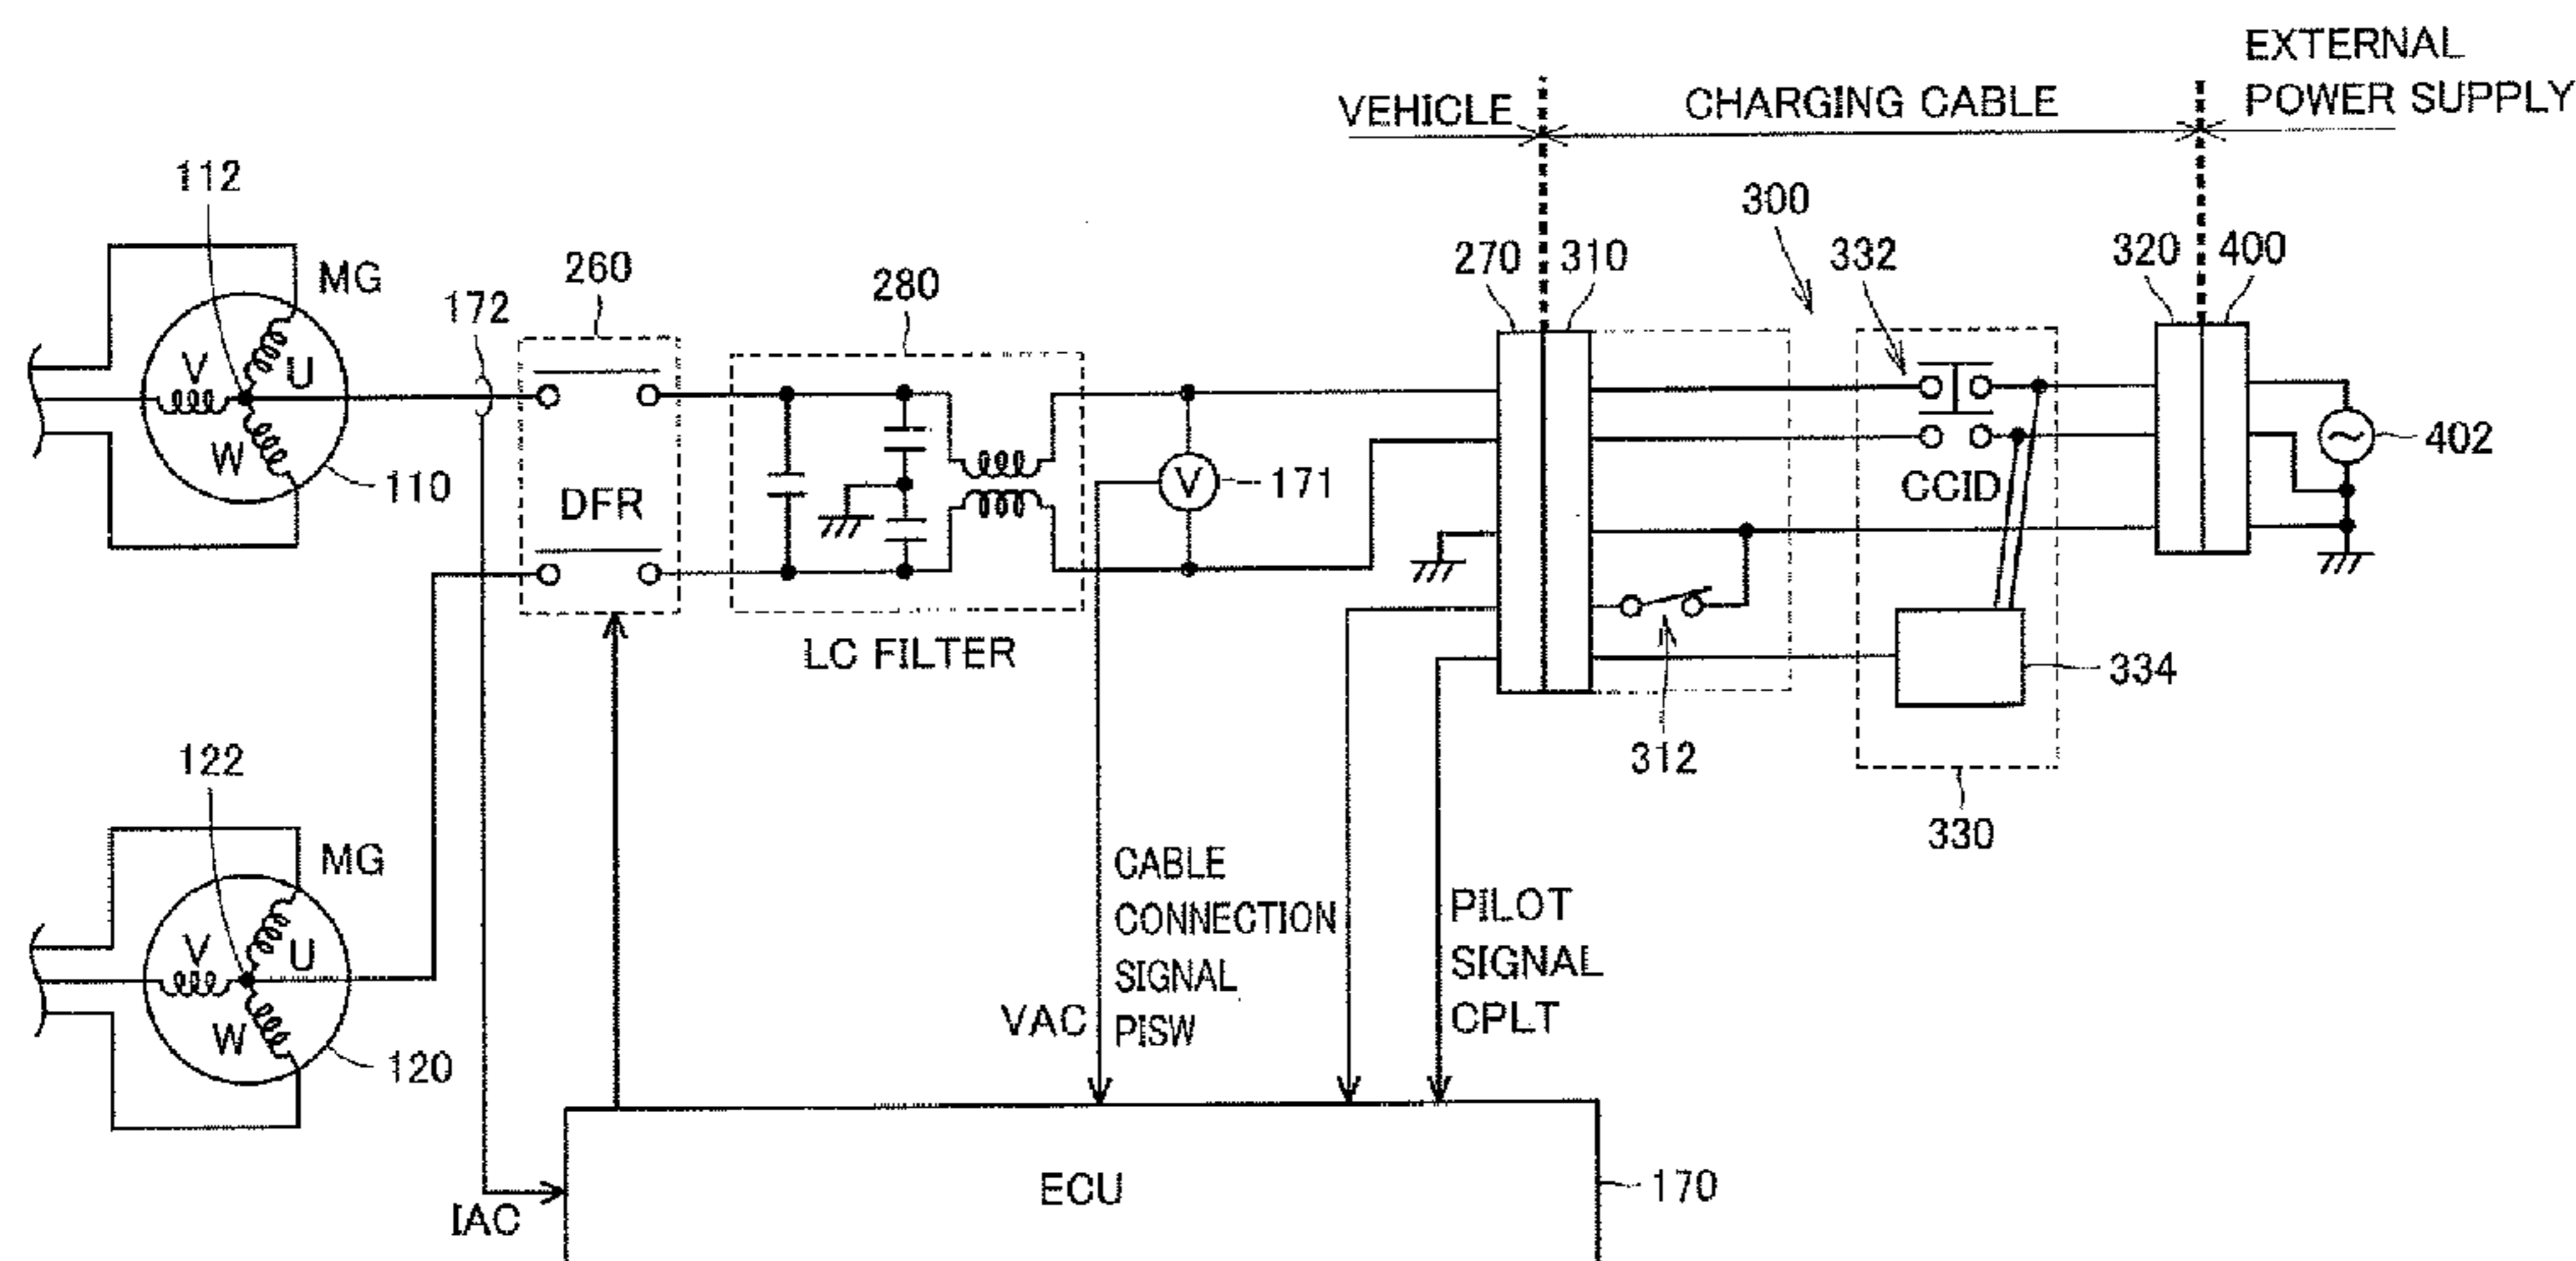 EXTERNAL
POWER SUPPLY
VEHICLE
CHARGING CABLE
112
MG
172
260
280
270
310
300
332
320
400
V
U
W
110
DFR
V
171
CCID
402
LC FILTER
312
334
330
122
MG
V
U
W
120
VAC
CABLE
CONNECTION
SIGNAL
PISW
PILOT
SIGNAL
CPLT
IAC
ECU
170